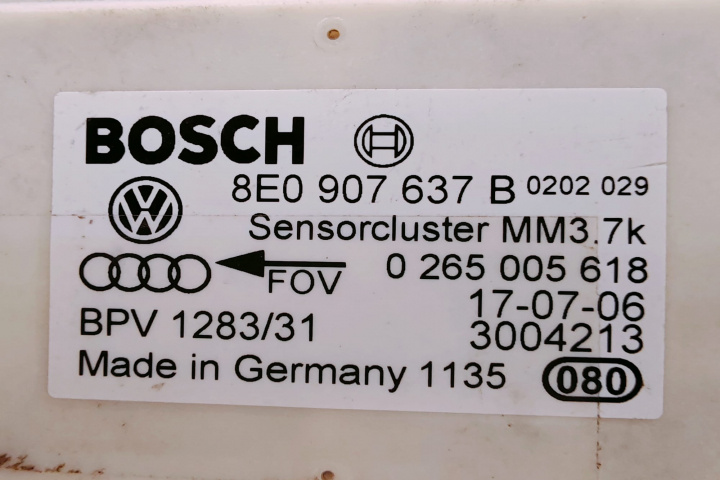 BOSCH
8E0 907 637 B 0202 029
Sensorcluster MM3.7k
FOV 0 265 005 618
17-07-06
BPV 1283/31 3004213
Made in Germany 1135 080